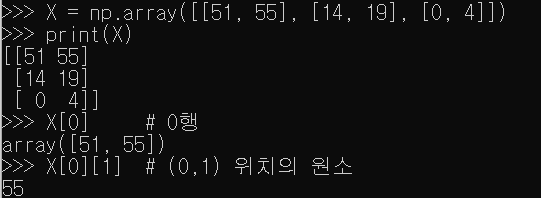 >>> X = np.array([[51, 55], [14, 19], [0, 4]])
>>> print(X)
[[51 55]
 [14 19]
 [ 0  4]]
>>> X[0]     # 0행
array([51, 55])
>>> X[0][1]  # (0,1) 위치의 원소
55